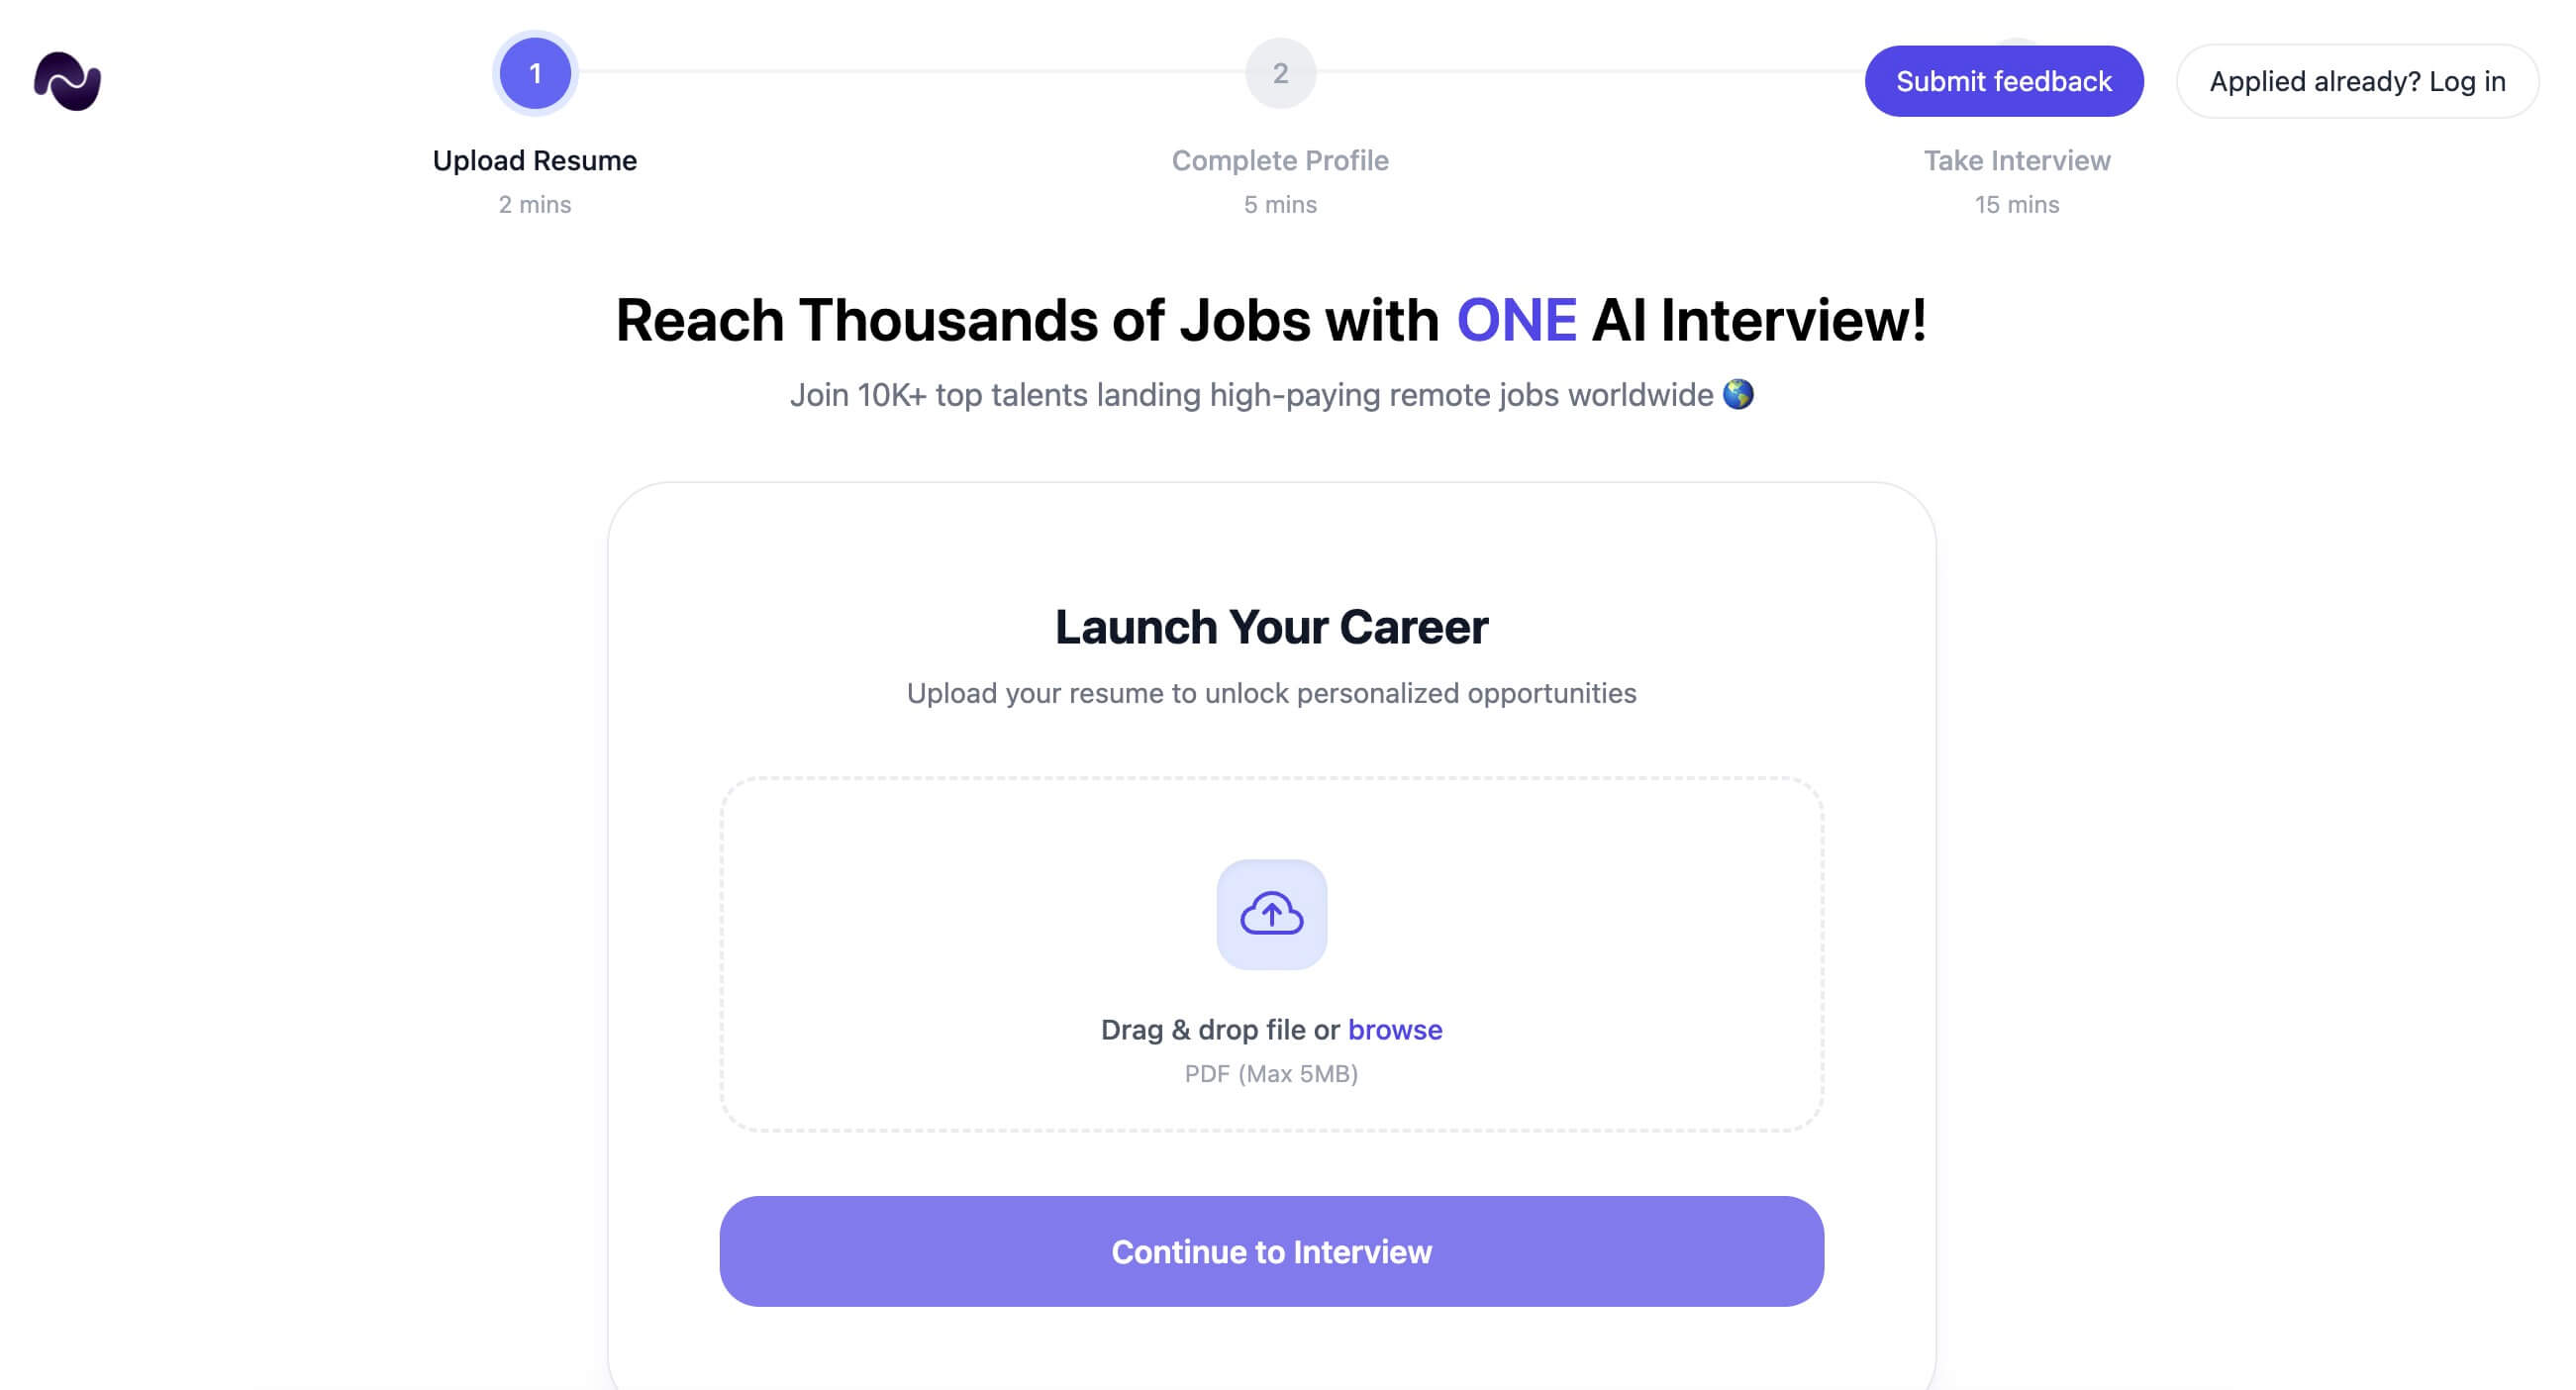 1
2
Submit feedback
Applied already? Log in
Upload Resume
Complete Profile
Take Interview
2 mins
5 mins
15 mins
Reach Thousands of Jobs with ONE AI Interview!
Join 10K+ top talents landing high-paying remote jobs worldwide 🌎
Launch Your Career
Upload your resume to unlock personalized opportunities
Drag & drop file or browse
PDF (Max 5MB)
Continue to Interview